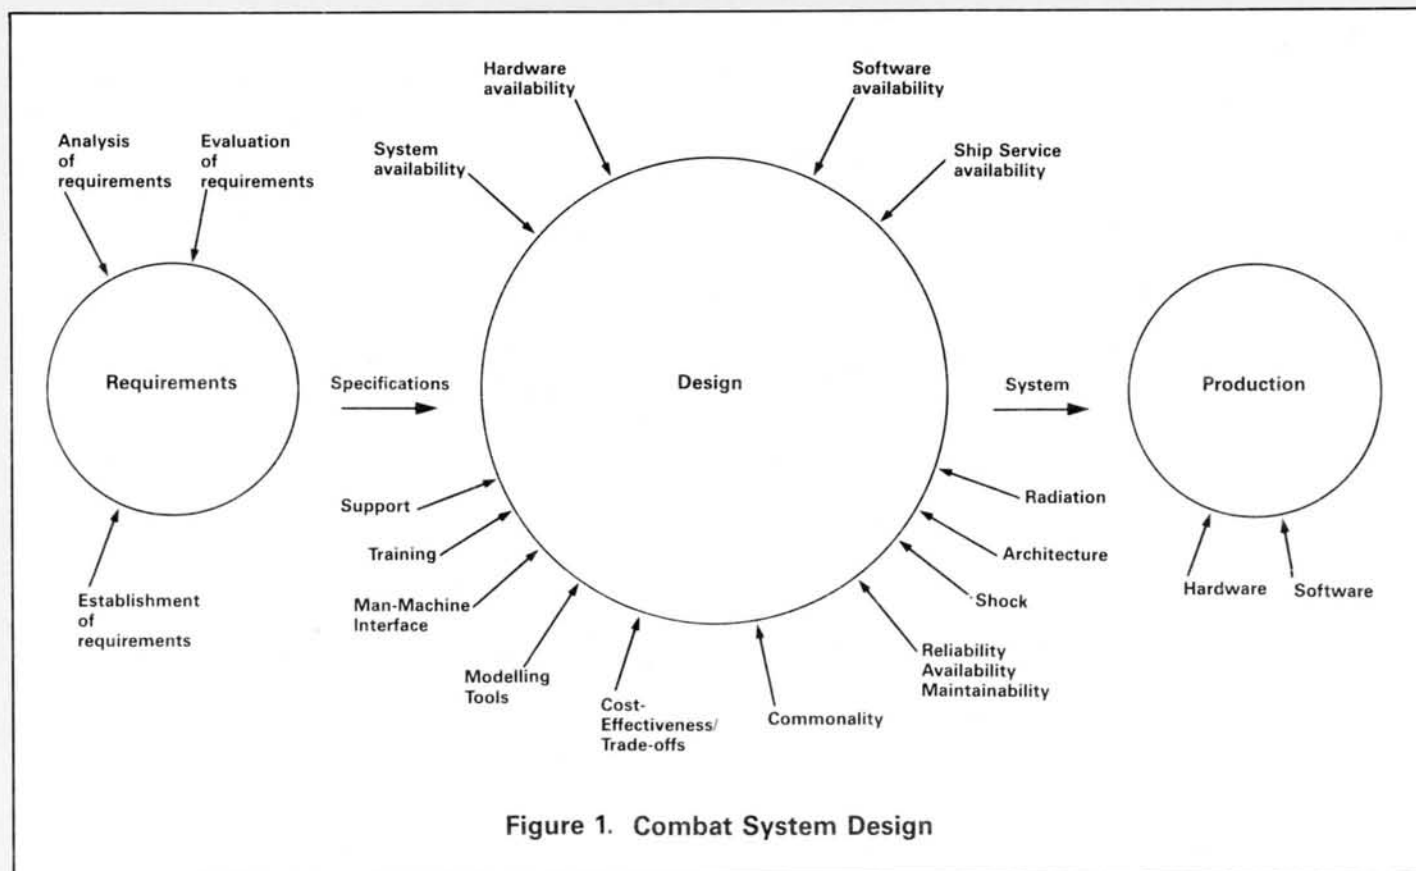 Hardware
availability
Software
availability
Analysis
of
requirements
Evaluation
of
requirements
System
availability
Ship Service
availability
Requirements
Specifications
Design
System
Production
Support
Training
Man-Machine
Interface
Modelling
Tools
Cost-
Effectiveness/
Trade-offs
Commonality
Reliability
Availability
Maintainability
Shock
Architecture
Radiation
Establishment
of
requirements
Hardware
Software
Figure 1. Combat System Design